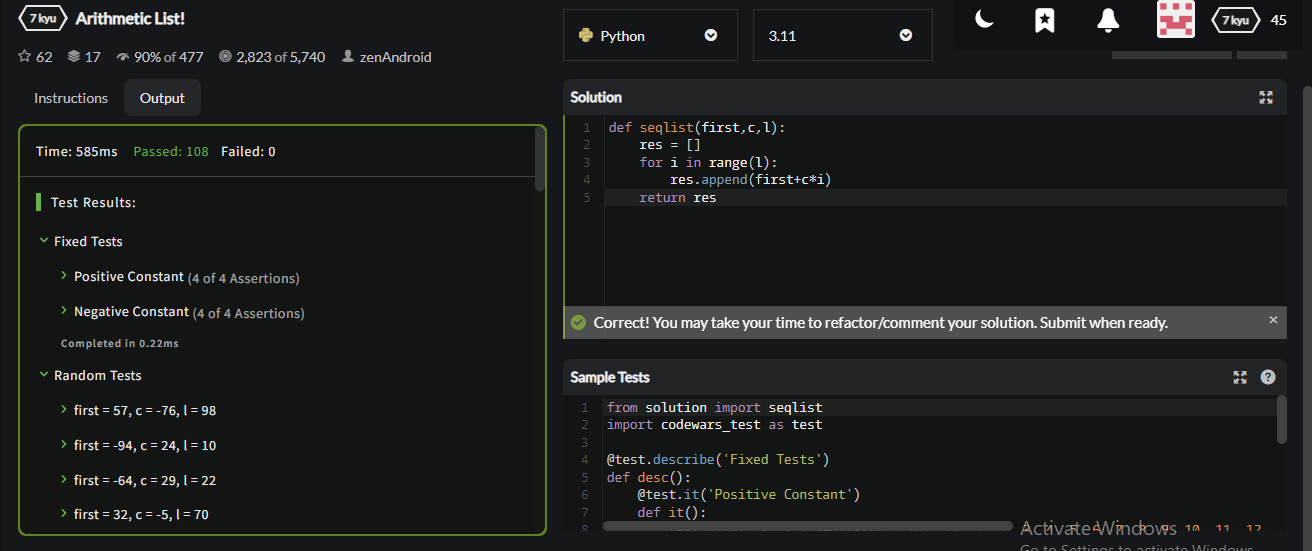 7 kyu Arithmetic List!
62 17 90% of 477 2,823 of 5,740 zenAndroid
Python
3.11
7 kyu 45
Instructions Output
Time: 585ms Passed: 108 Failed: 0
Test Results:
Fixed Tests
Positive Constant (4 of 4 Assertions)
Negative Constant (4 of 4 Assertions)
Completed in 0.22ms
Random Tests
first = 57, c = -76, l = 98
first = -94, c = 24, l = 10
first = -64, c = 29, l = 22
first = 32, c = -5, l = 70
Solution
1 def seqlist(first,c,l):
2 res = []
3 for i in range(l):
4 res.append(first+c*i)
5 return res
Correct! You may take your time to refactor/comment your solution. Submit when ready. ×
Sample Tests ?
1 from solution import seqlist
2 import codewars_test as test
3
4 @test.describe('Fixed Tests')
5 def desc():
6 @test.it('Positive Constant')
7 def it():
8
10 11 12
Activate Windows
Go to Settings to activate Windows